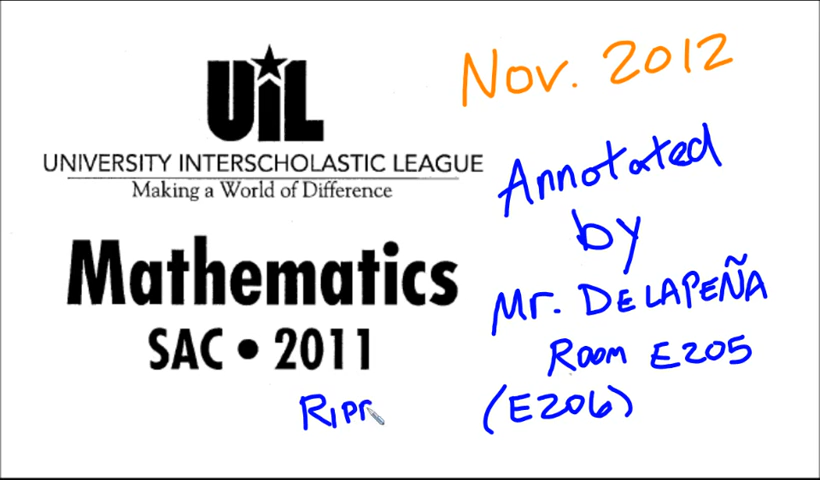 UIL
UNIVERSITY INTERSCHOLASTIC LEAGUE
Making a World of Difference
Mathematics
SAC • 2011
Nov. 2012
Annotated
by
Mr. DELAPEÑA
Room E205
(E206)